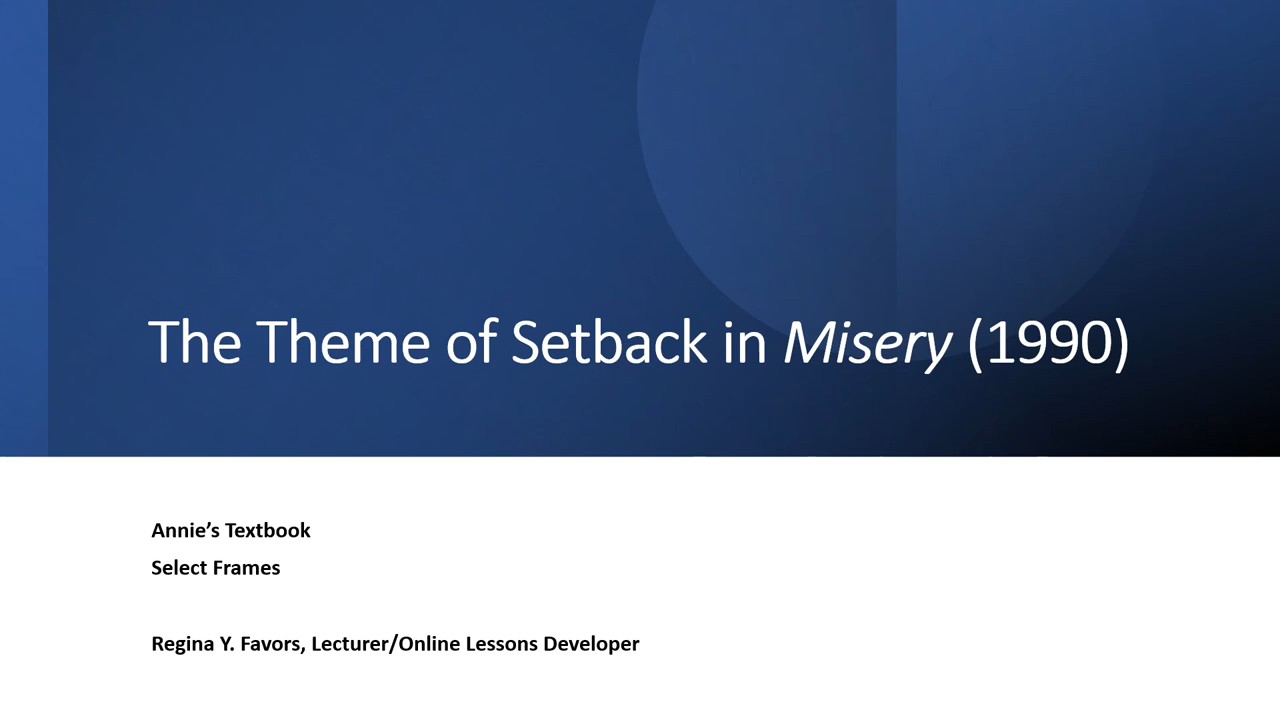 The Theme of Setback in Misery (1990)
Annie’s Textbook
Select Frames
Regina Y. Favors, Lecturer/Online Lessons Developer